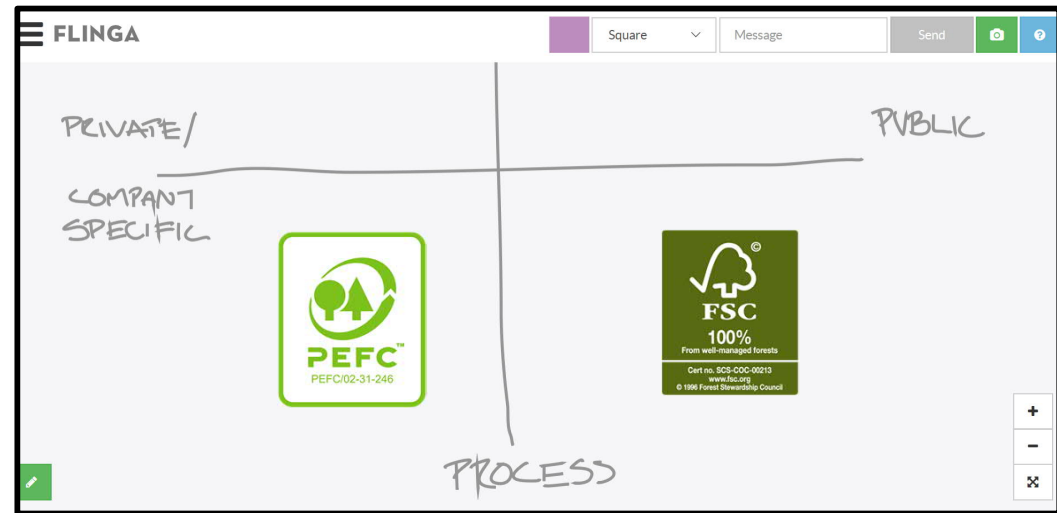 FLINGA
Square
Message
Send
PRIVATE/
PUBLIC
COMPANY
SPECIFIC
PEFC™
PEFC/02-31-246
©
FSC
100%
From well-managed forests
Cert no. SCS-COC-00213
www.fsc.org
© 1996 Forest Stewardship Council
PROCESS